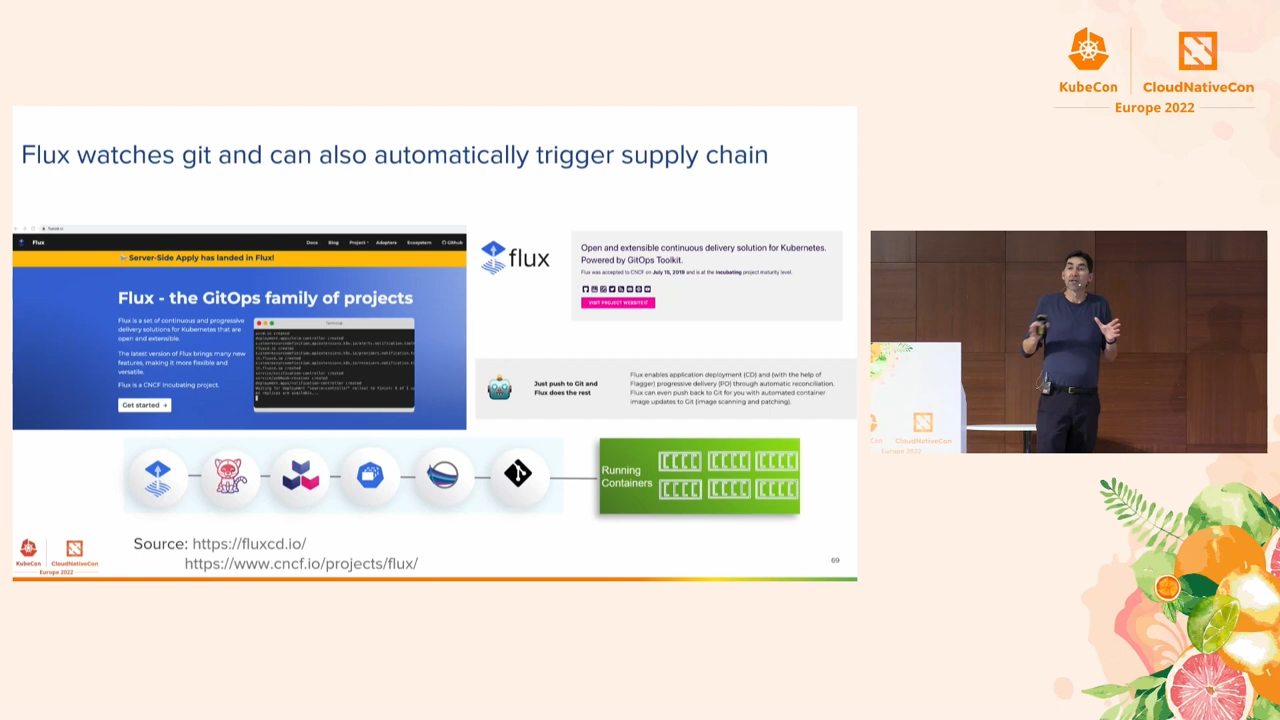 KubeCon
CloudNativeCon
Europe 2022
Flux watches git and can also automatically trigger supply chain
Flux
Docs Blog Project Adopters Ecosystem GitHub
Server-Side Apply has landed in Flux!
Flux - the GitOps family of projects
Flux is a set of continuous and progressive
delivery solutions for Kubernetes that are
open and extensible.
The latest version of Flux brings many new
features, making it more flexible and
versatile.
Flux is a CNCF Incubating project.
Get started
flux
Open and extensible continuous delivery solution for Kubernetes.
Powered by GitOps Toolkit.
Flux was accepted to CNCF on July 15, 2019 and is at the Incubating project maturity level.
VISIT PROJECT WEBSITE
Just push to Git and
Flux does the rest
Flux enables application deployment (CD) and (with the help of
Flagger) progressive delivery (PD) through automatic reconciliation.
Flux can even push back to Git for you with automated container
image updates to Git (image scanning and patching).
Running
Containers
Source: https://fluxcd.io/
https://www.cncf.io/projects/flux/
KubeCon
CloudNativeCon
Europe 2022
69
CloudNativeCon
Europe 2022